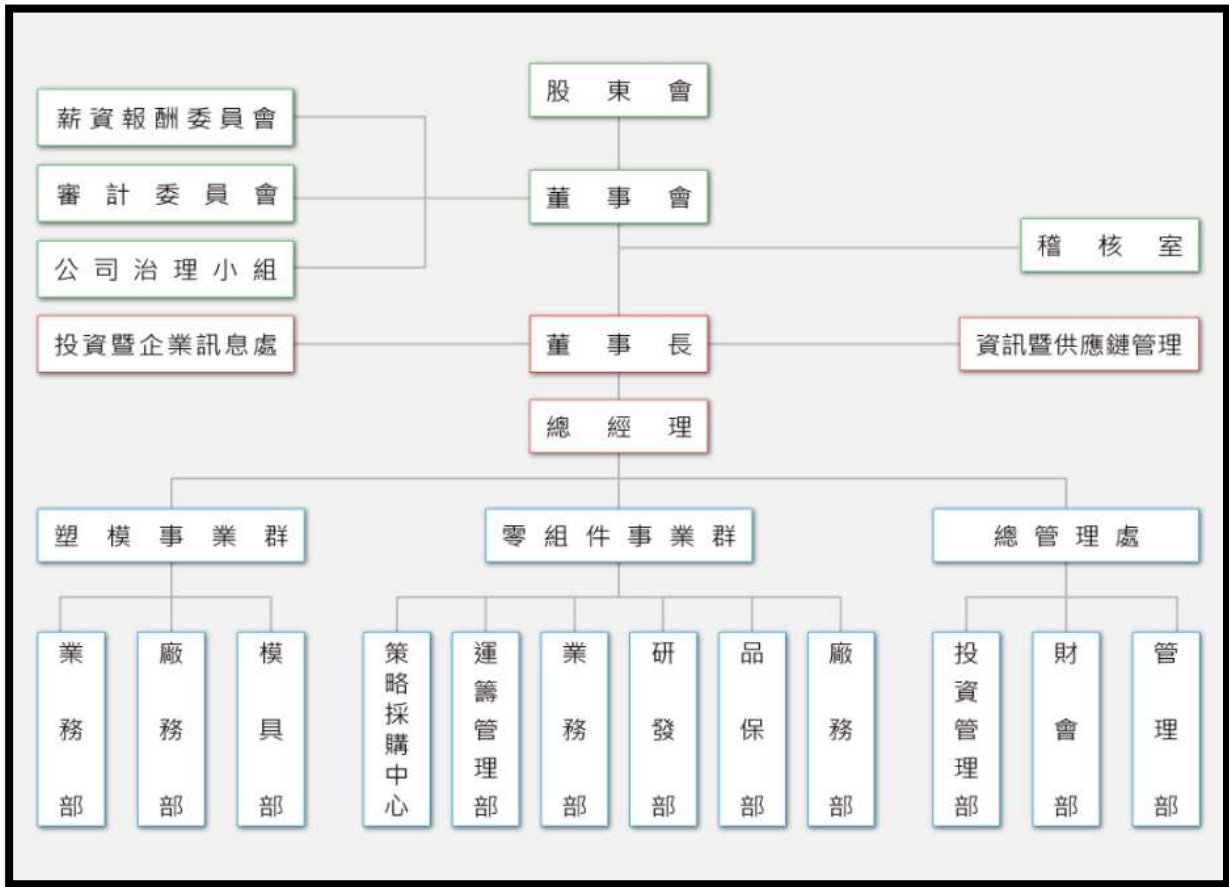 股東會
薪資報酬委員會
審計委員會
董事會
公司治理小組
稽核室
投資暨企業訊息處
董事長
資訊暨供應鏈管理
總經理
塑模事業群
零組件事業群
總管理處
業務部
廠務部
模具部
策略採購中心
運籌管理部
業務部
研發部
品保部
廠務部
投資管理部
財會部
管理部